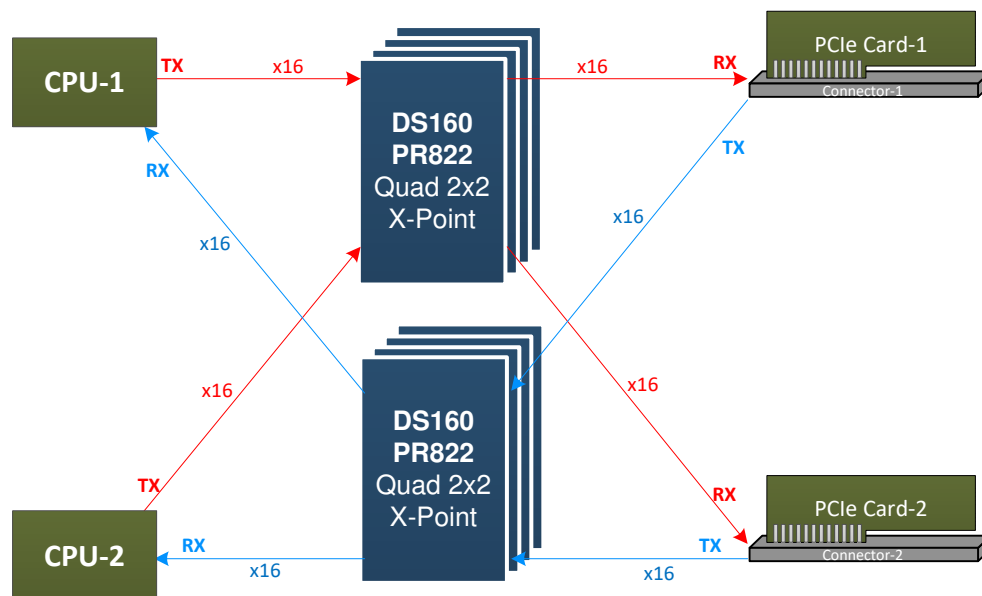 CPU-1
TX
x16
x16
RX
PCIe Card-1
Connector-1
DS160
PR822
Quad 2x2
X-Point
RX
TX
x16
x16
x16
x16
DS160
PR822
Quad 2x2
X-Point
TX
RX
PCIe Card-2
Connector-2
CPU-2
RX
x16
TX
x16